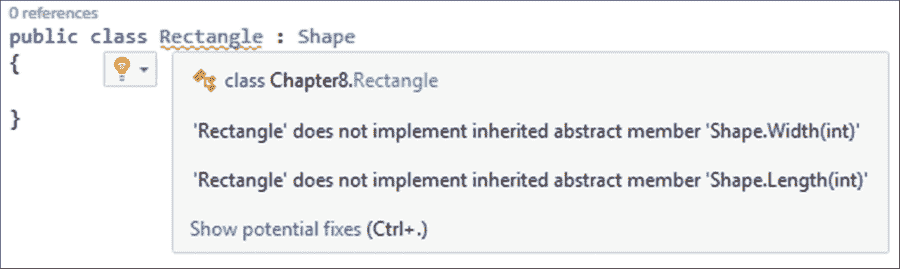 0 references
public class Rectangle : Shape
{
class Chapter8.Rectangle
}
'Rectangle' does not implement inherited abstract member 'Shape.Width(int)'
'Rectangle' does not implement inherited abstract member 'Shape.Length(int)'
Show potential fixes (Ctrl+.)